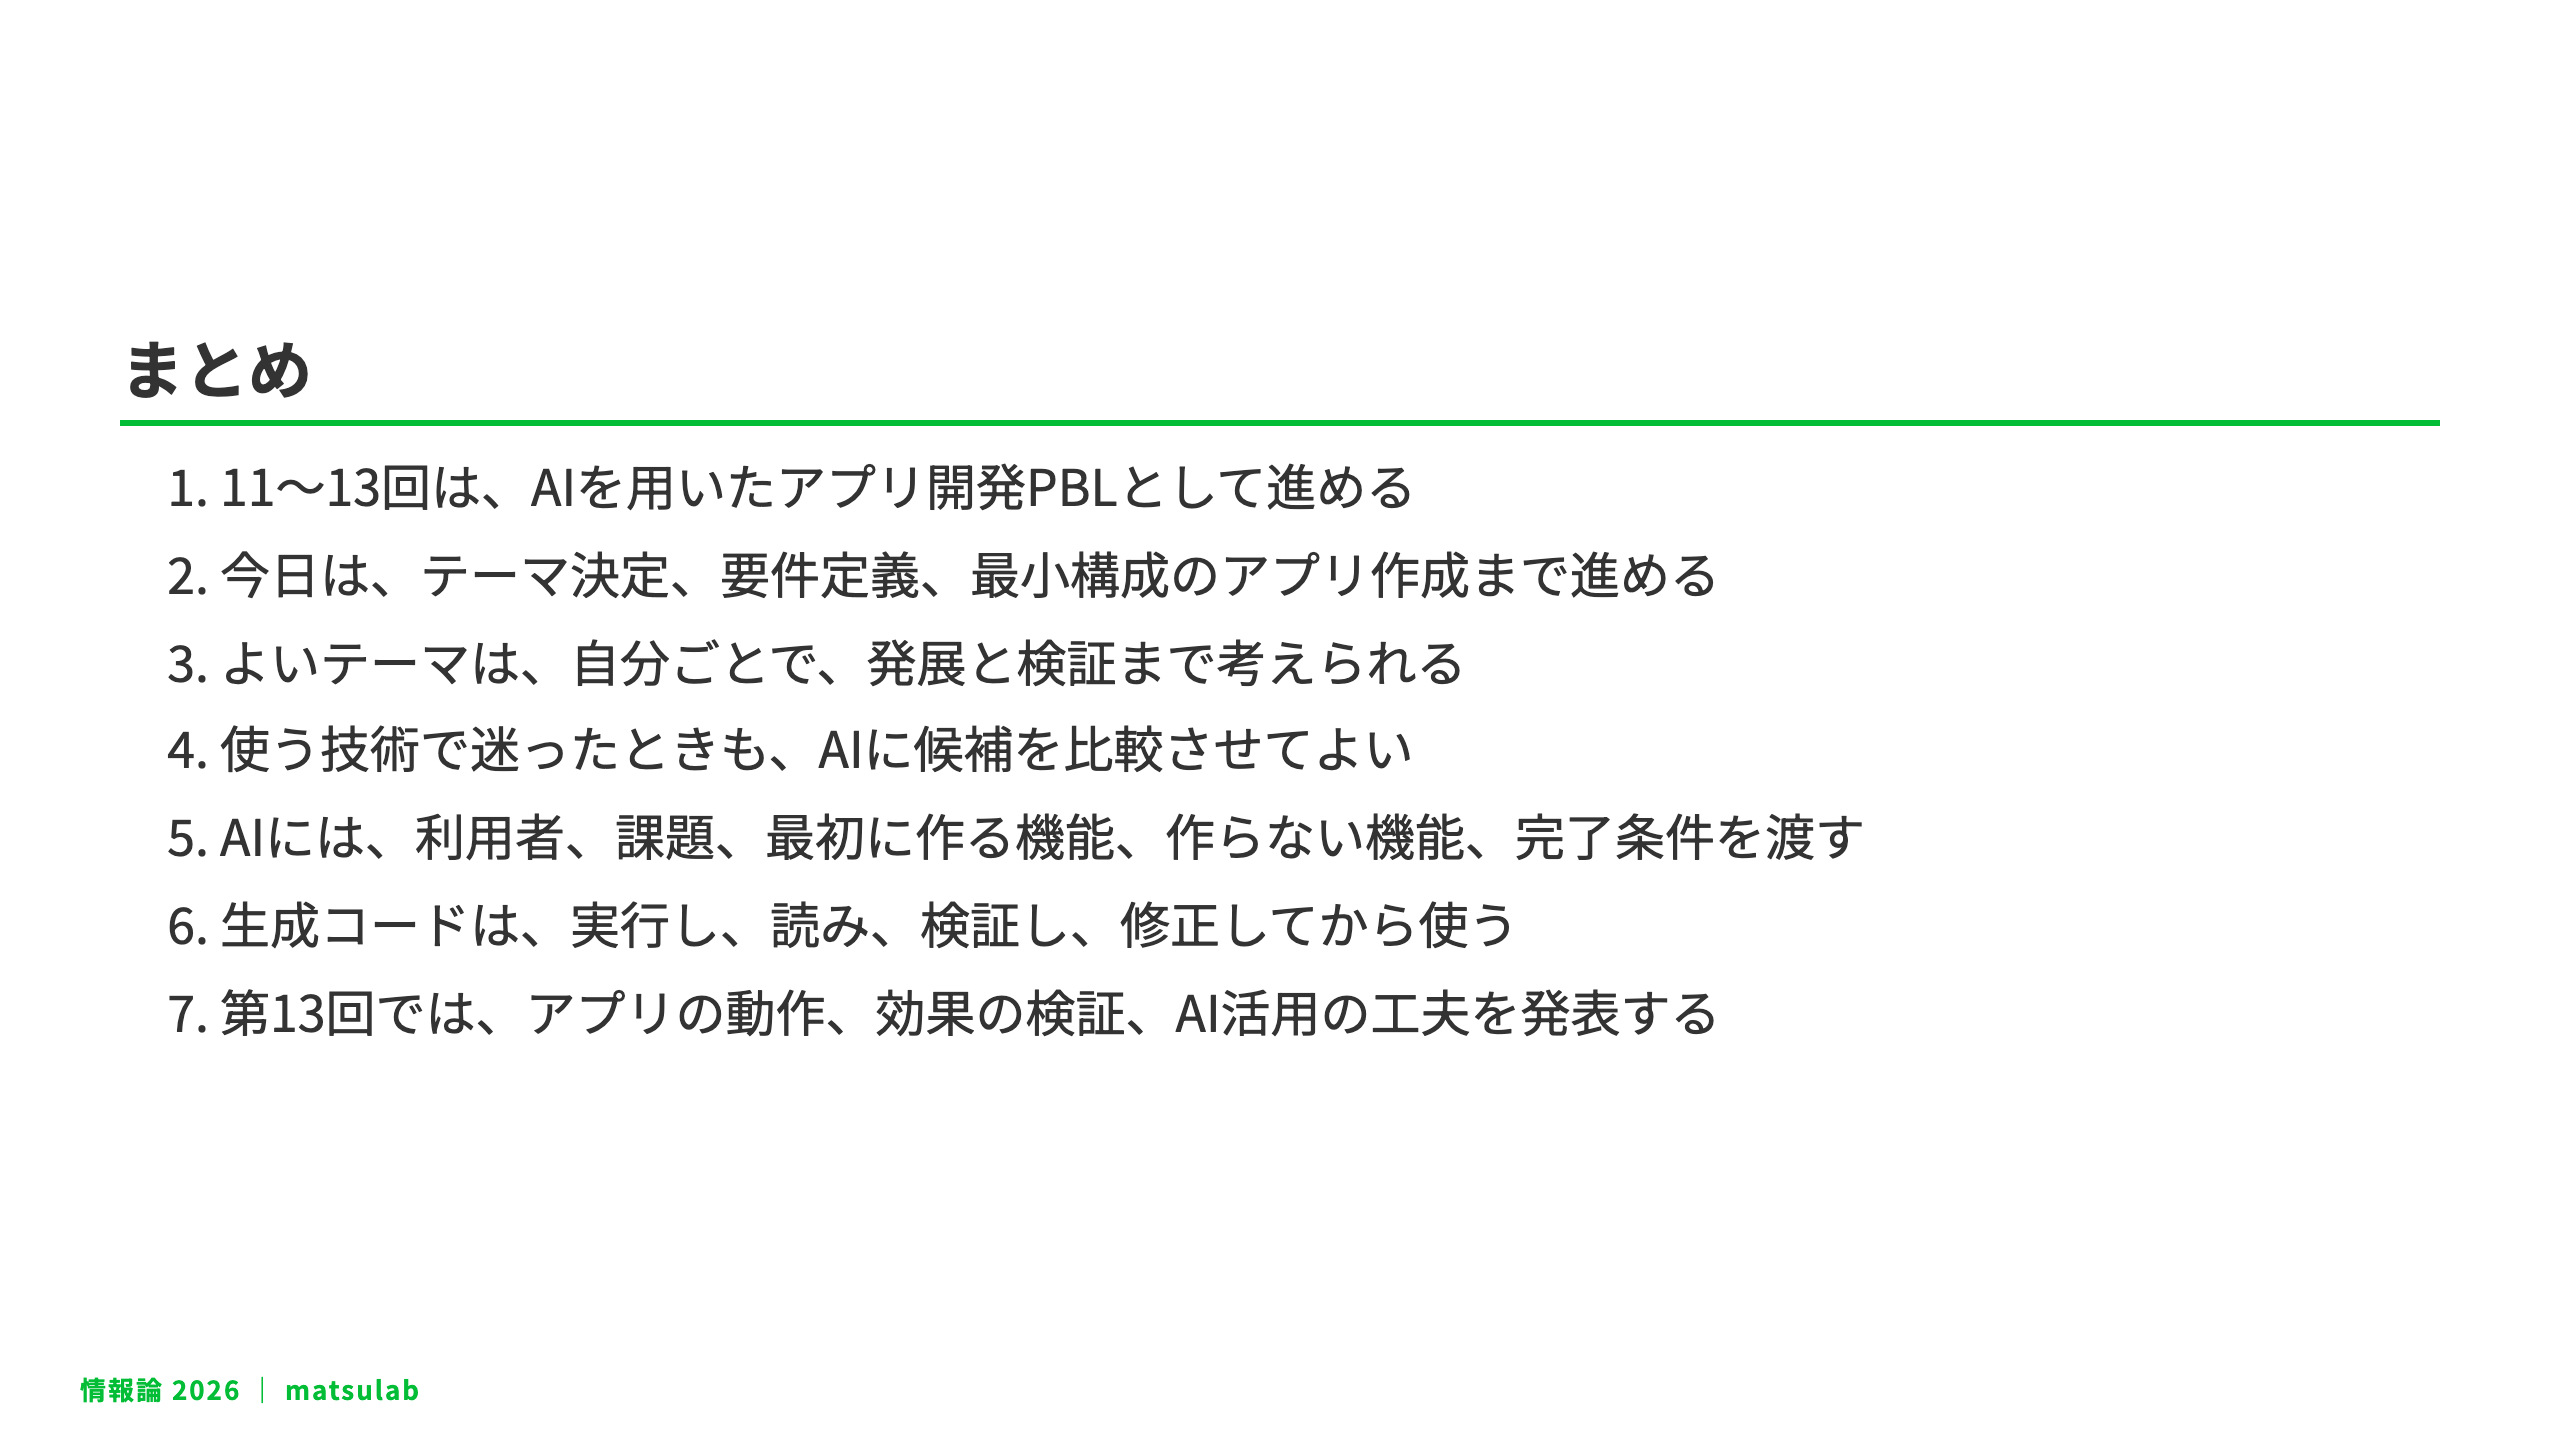 まとめ
1. 11〜13回は、AIを用いたアプリ開発PBLとして進める
2. 今日は、テーマ決定、要件定義、最小構成のアプリ作成まで進める
3. よいテーマは、自分ごとで、発展と検証まで考えられる
4. 使う技術で迷ったときも、AIに候補を比較させてよい
5. AIには、利用者、課題、最初に作る機能、作らない機能、完了条件を渡す
6. 生成コードは、実行し、読み、検証し、修正してから使う
7. 第13回では、アプリの動作、効果の検証、AI活用の工夫を発表する
情報論 2026 ｜ matsulab